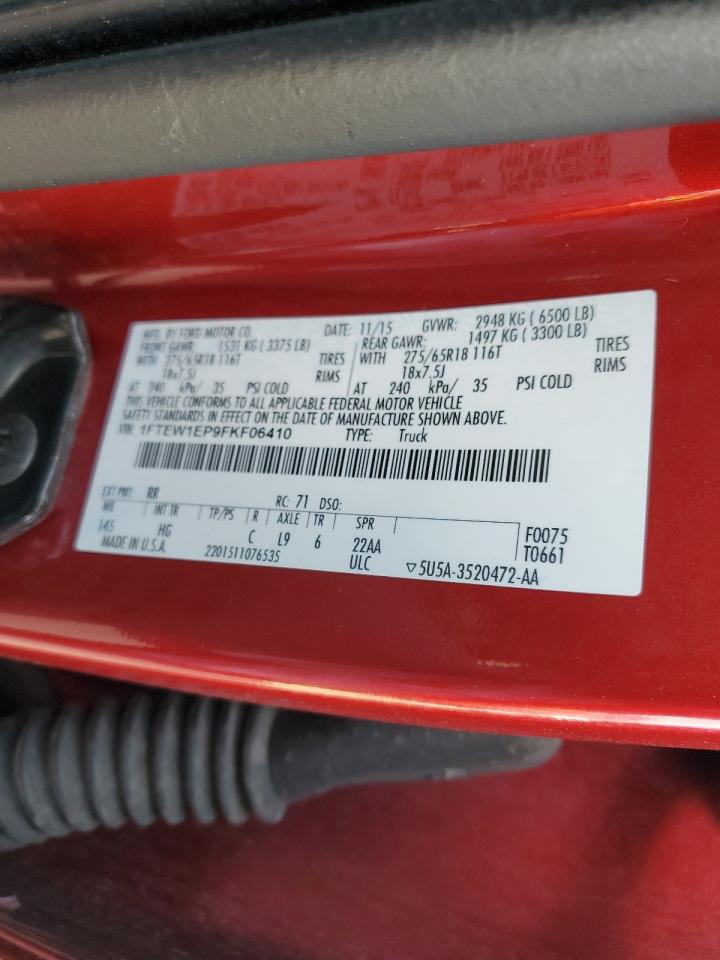 MFD. BY FORD MOTOR CO. DATE: 11/15 GVWR: 2948 KG ( 6500 LB)
FRONT GAWR: 1531 KG ( 3375 LB) REAR GAWR: 1497 KG ( 3300 LB)
WITH 275/65R18 116T TIRES WITH 275/65R18 116T TIRES
18x7.5J RIMS 18x7.5J RIMS
AT 240 kPa/ 35 PSI COLD AT 240 kPa/ 35 PSI COLD
THIS VEHICLE CONFORMS TO ALL APPLICABLE FEDERAL MOTOR VEHICLE
SAFETY STANDARDS IN EFFECT ON THE DATE OF MANUFACTURE SHOWN ABOVE.
VIN: 1FTEW1EP9FKF06410 TYPE: Truck
EXT PNT: RR RC: 71 DSO:
WB INT TR TP/PS R AXLE TR SPR F0075
145 HG C L9 6 22AA T0661
MADE IN U.S.A. 2201511076535 ULC ▽5U5A-3520472-AA